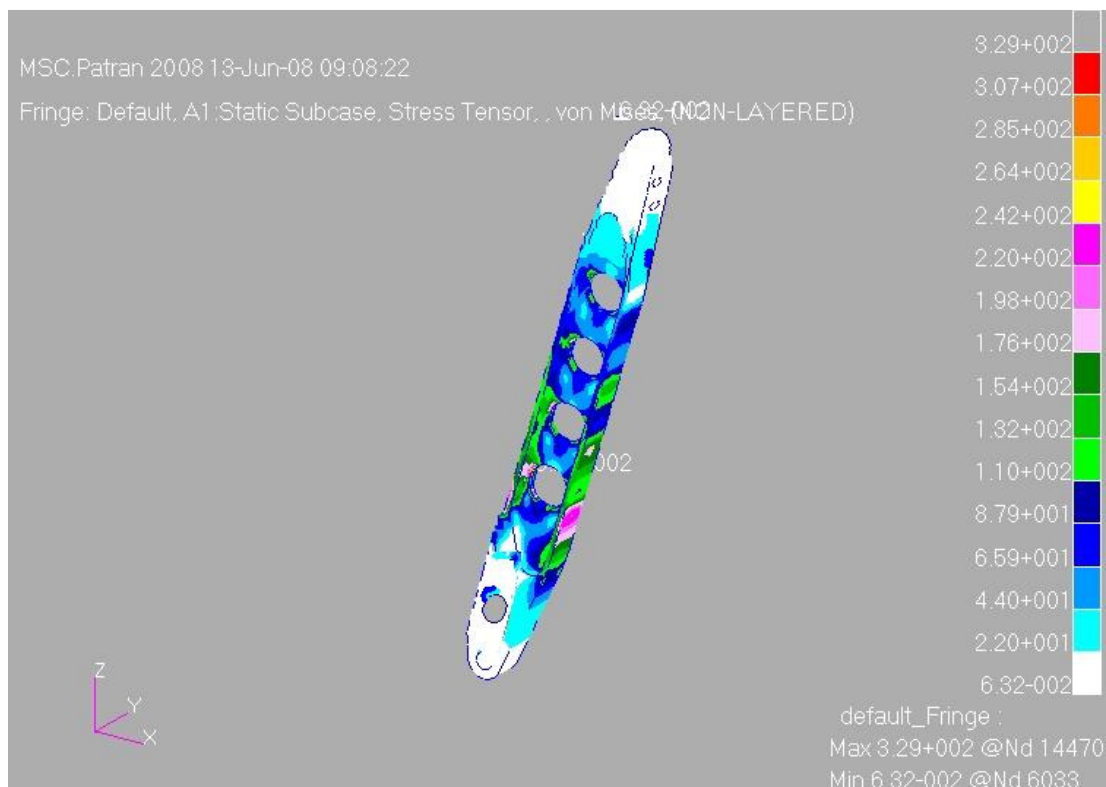 MSC.Patran 2008 13-Jun-08 09:08:22
Fringe: Default, A1:Static Subcase, Stress Tensor, , von Mises, (NON-LAYERED)
6.32-002
002
3.29+002
3.07+002
2.85+002
2.64+002
2.42+002
2.20+002
1.98+002
1.76+002
1.54+002
1.32+002
1.10+002
8.79+001
6.59+001
4.40+001
2.20+001
6.32-002
Z
Y
X
default_Fringe :
Max 3.29+002 @Nd 14470
Min 6.32-002 @Nd 6033